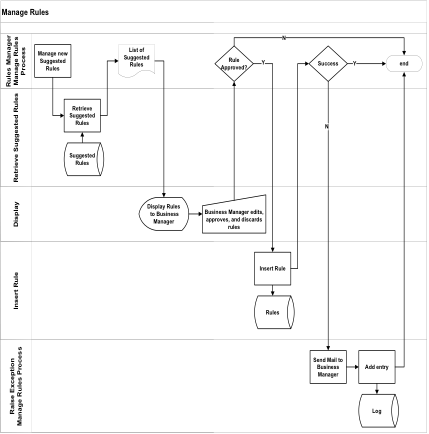 Manage Rules
Rules Manager
Manage Rules
Process
Manage new
Suggested
Rules
List of
Suggested
Rules
Rule
Approved?
N
Y
Success
Y
end
Retrieve Suggested Rules
Retrieve
Suggested
Rules
Suggested
Rules
N
Display
Display Rules
to Business
Manager
Business Manager edits,
approves, and discards
rules
Insert Rule
Insert Rule
Rules
Raise Exception
Manage Rules Process
Send Mail to
Business
Manager
Add entry
Log